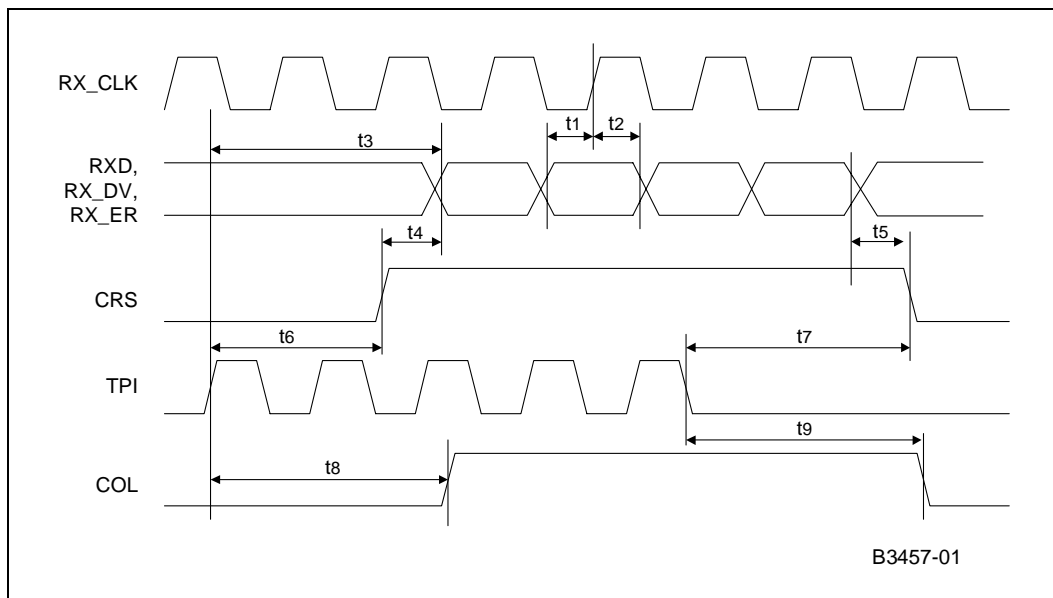 RX_CLK
t1
t2
t3
RXD,
RX_DV,
RX_ER
t4
t5
CRS
t6
t7
TPI
t9
t8
COL
B3457-01